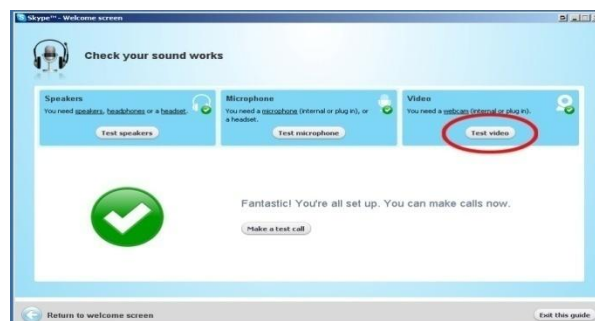 Skype™ - Welcome screen
Check your sound works
Speakers
You need speakers, headphones or a headset.
Test speakers
Microphone
You need a microphone (internal or plug in), or
a headset.
Test microphone
Video
You need a webcam (internal or plug in).
Test video
Fantastic! You're all set up. You can make calls now.
Make a test call
Return to welcome screen
Exit this guide